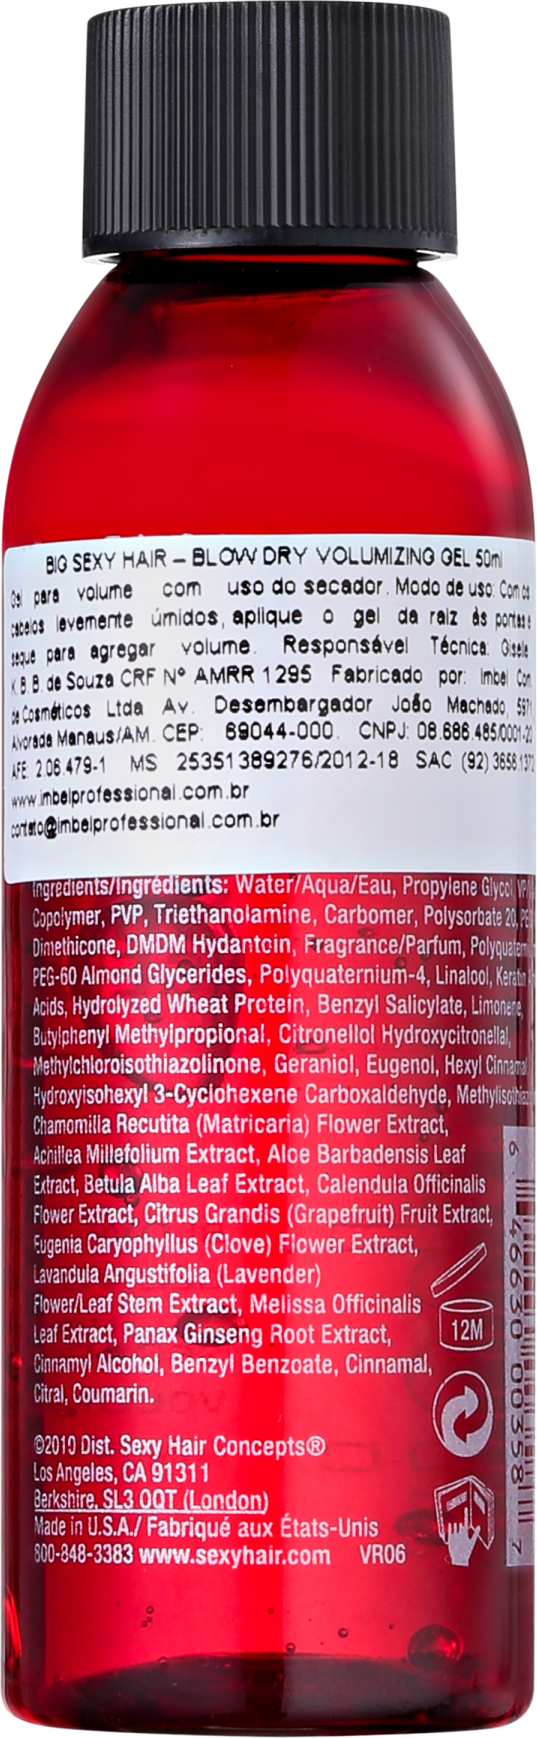 BIG SEXY HAIR – BLOW DRY VOLUMIZING GEL 50ml
Gel para volume com uso do secador. Modo de uso: Com os
cabelos levemente úmidos, aplique o gel da raiz às pontas e
seque para agregar volume. Responsável Técnica: Gisele
K.B.B. de Souza CRF Nº AMRR 1295 Fabricado por: Imbel Com.
de Cosméticos Ltda Av. Desembargador João Machado, 5971
Alvorada Manaus/AM. CEP: 69044-000. CNPJ: 08.686.485/0001-20
AFE: 2.06.479-1 MS 25351389276/2012-18 SAC (92) 3656.1372
www.imbelprofessional.com.br
contato@imbelprofessional.com.br
Ingredients/Ingrédients: Water/Aqua/Eau, Propylene Glycol,
Copolymer, PVP, Triethanolamine, Carbomer, Polysorbate 20,
Dimethicone, DMDM Hydantoin, Fragrance/Parfum,
PEG-60 Almond Glycerides, Polyquaternium-4, Linalool, Keratin
Acids, Hydrolyzed Wheat Protein, Benzyl Salicylate, Limonene,
Butylphenyl Methylpropional, Citronellol Hydroxycitronellal,
Methylchloroisothiazolinone, Geraniol, Eugenol, Hexyl Cinnamal
Hydroxyisohexyl 3-Cyclohexene Carboxaldehyde,
Chamomilla Recutita (Matricaria) Flower Extract,
Achillea Millefolium Extract, Aloe Barbadensis Leaf
Extract, Betula Alba Leaf Extract, Calendula Officinalis
Flower Extract, Citrus Grandis (Grapefruit) Fruit Extract,
Eugenia Caryophyllus (Clove) Flower Extract,
Lavandula Angustifolia (Lavender)
Flower/Leaf Stem Extract, Melissa Officinalis
Leaf Extract, Panax Ginseng Root Extract,
Cinnamyl Alcohol, Benzyl Benzoate, Cinnamal,
Citral, Coumarin.
12M
©2010 Dist. Sexy Hair Concepts®
Los Angeles, CA 91311
Berkshire, SL3 0QT (London)
Made in U.S.A./ Fabriqué aux États-Unis
800-848-3383 www.sexyhair.com VR06
6 46630 00358 7